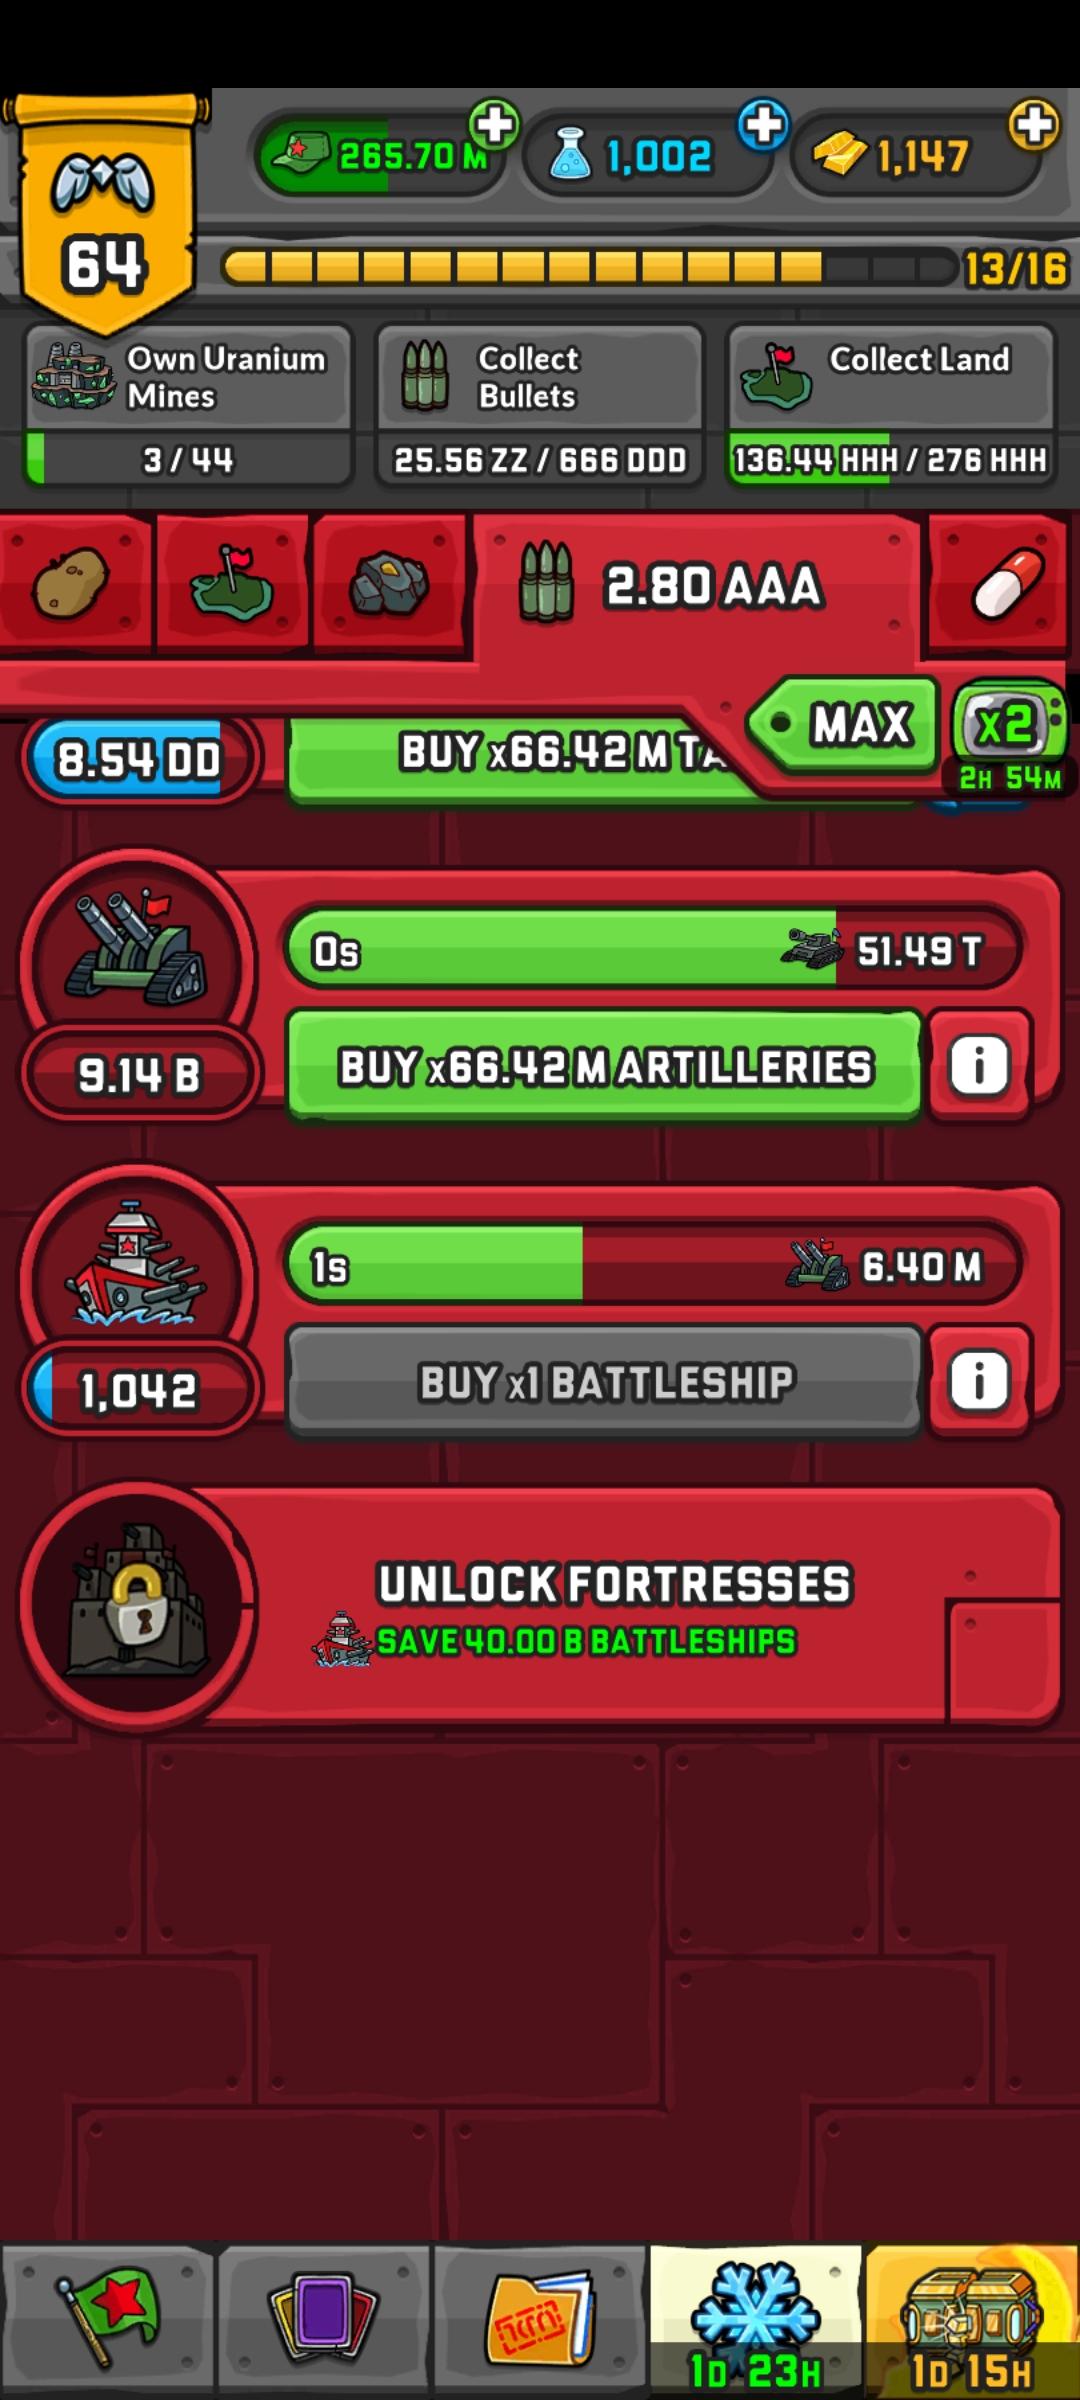 265.70 M
1,002
1,147
64
13/16
Own Uranium
Mines
3 / 44
Collect
Bullets
25.56 ZZ / 666 DDD
Collect Land
136.44 HHH / 276 HHH
2.80 AAA
MAX
x2
2H 54M
8.54 DD
BUY x66.42 M TA
0s
51.49 T
9.14 B
BUY x66.42 M ARTILLERIES
i
1s
6.40 M
1,042
BUY x1 BATTLESHIP
i
UNLOCK FORTRESSES
SAVE 40.00 B BATTLESHIPS
1D 23H
1D 15H